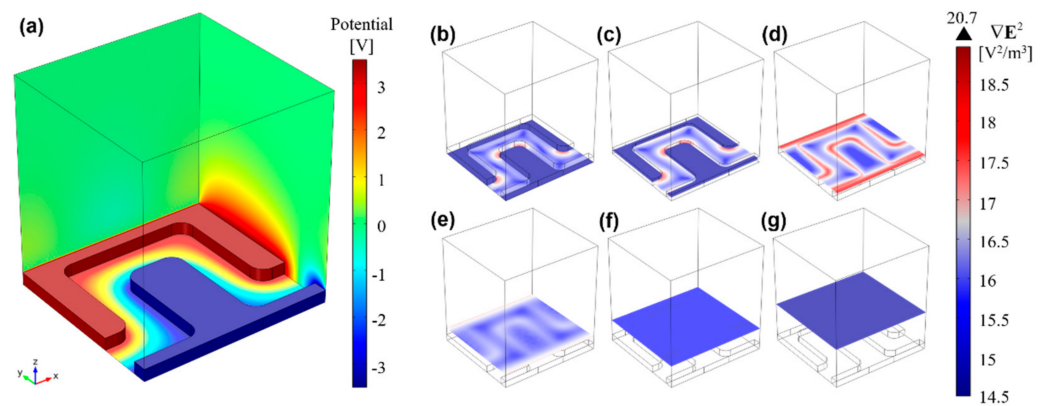 (a)
Potential
[V]
3
2
1
0
-1
-2
-3
z
y
x
(b)
(c)
(d)
(e)
(f)
(g)
20.7
∇E²
[V²/m³]
18.5
18
17.5
17
16.5
16
15.5
15
14.5